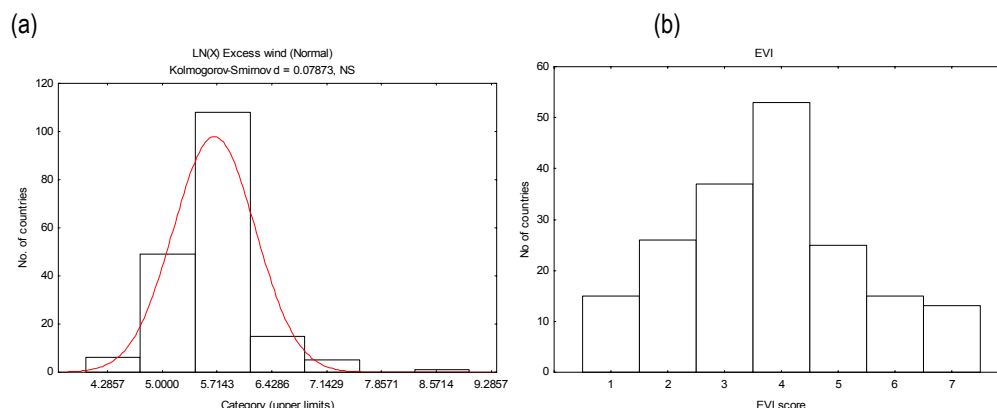 (a)
LN(X) Excess wind (Normal)
Kolmogorov-Smirnov d = 0.07873, NS
120
100
80
60
40
20
0
No. of countries
4.2857 5.0000 5.7143 6.4286 7.1429 7.8571 8.5714 9.2857
Category (upper limits)
(b)
EVI
60
50
40
30
20
10
0
No of countries
1 2 3 4 5 6 7
EVI score